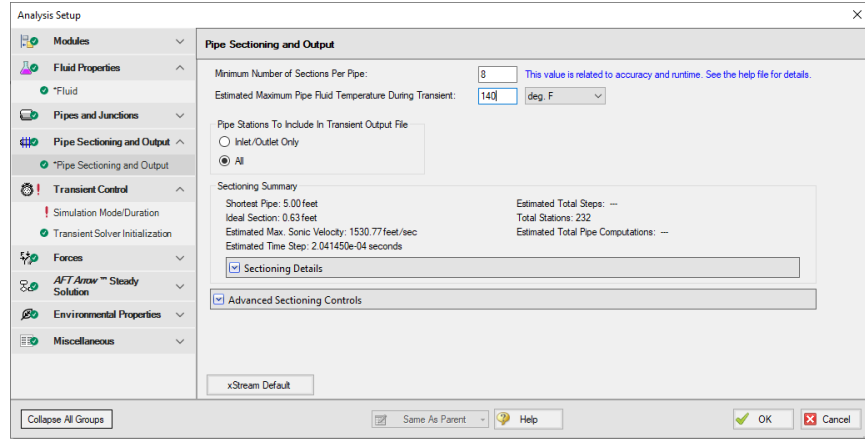 Analysis Setup
Modules
Fluid Properties
*Fluid
Pipes and Junctions
Pipe Sectioning and Output
*Pipe Sectioning and Output
Transient Control
Simulation Mode/Duration
Transient Solver Initialization
Forces
AFT Arrow ™ Steady
Solution
Environmental Properties
Miscellaneous
Pipe Sectioning and Output
Minimum Number of Sections Per Pipe: 8 This value is related to accuracy and runtime. See the help file for details.
Estimated Maximum Pipe Fluid Temperature During Transient: 140 deg. F
Pipe Stations To Include In Transient Output File
Inlet/Outlet Only
All
Sectioning Summary
Shortest Pipe: 5.00 feet
Ideal Section: 0.63 feet
Estimated Max. Sonic Velocity: 1530.77 feet/sec
Estimated Time Step: 2.041450e-04 seconds
Estimated Total Steps: ---
Total Stations: 232
Estimated Total Pipe Computations: ---
Sectioning Details
Advanced Sectioning Controls
xStream Default
Collapse All Groups
Same As Parent
Help
OK
Cancel